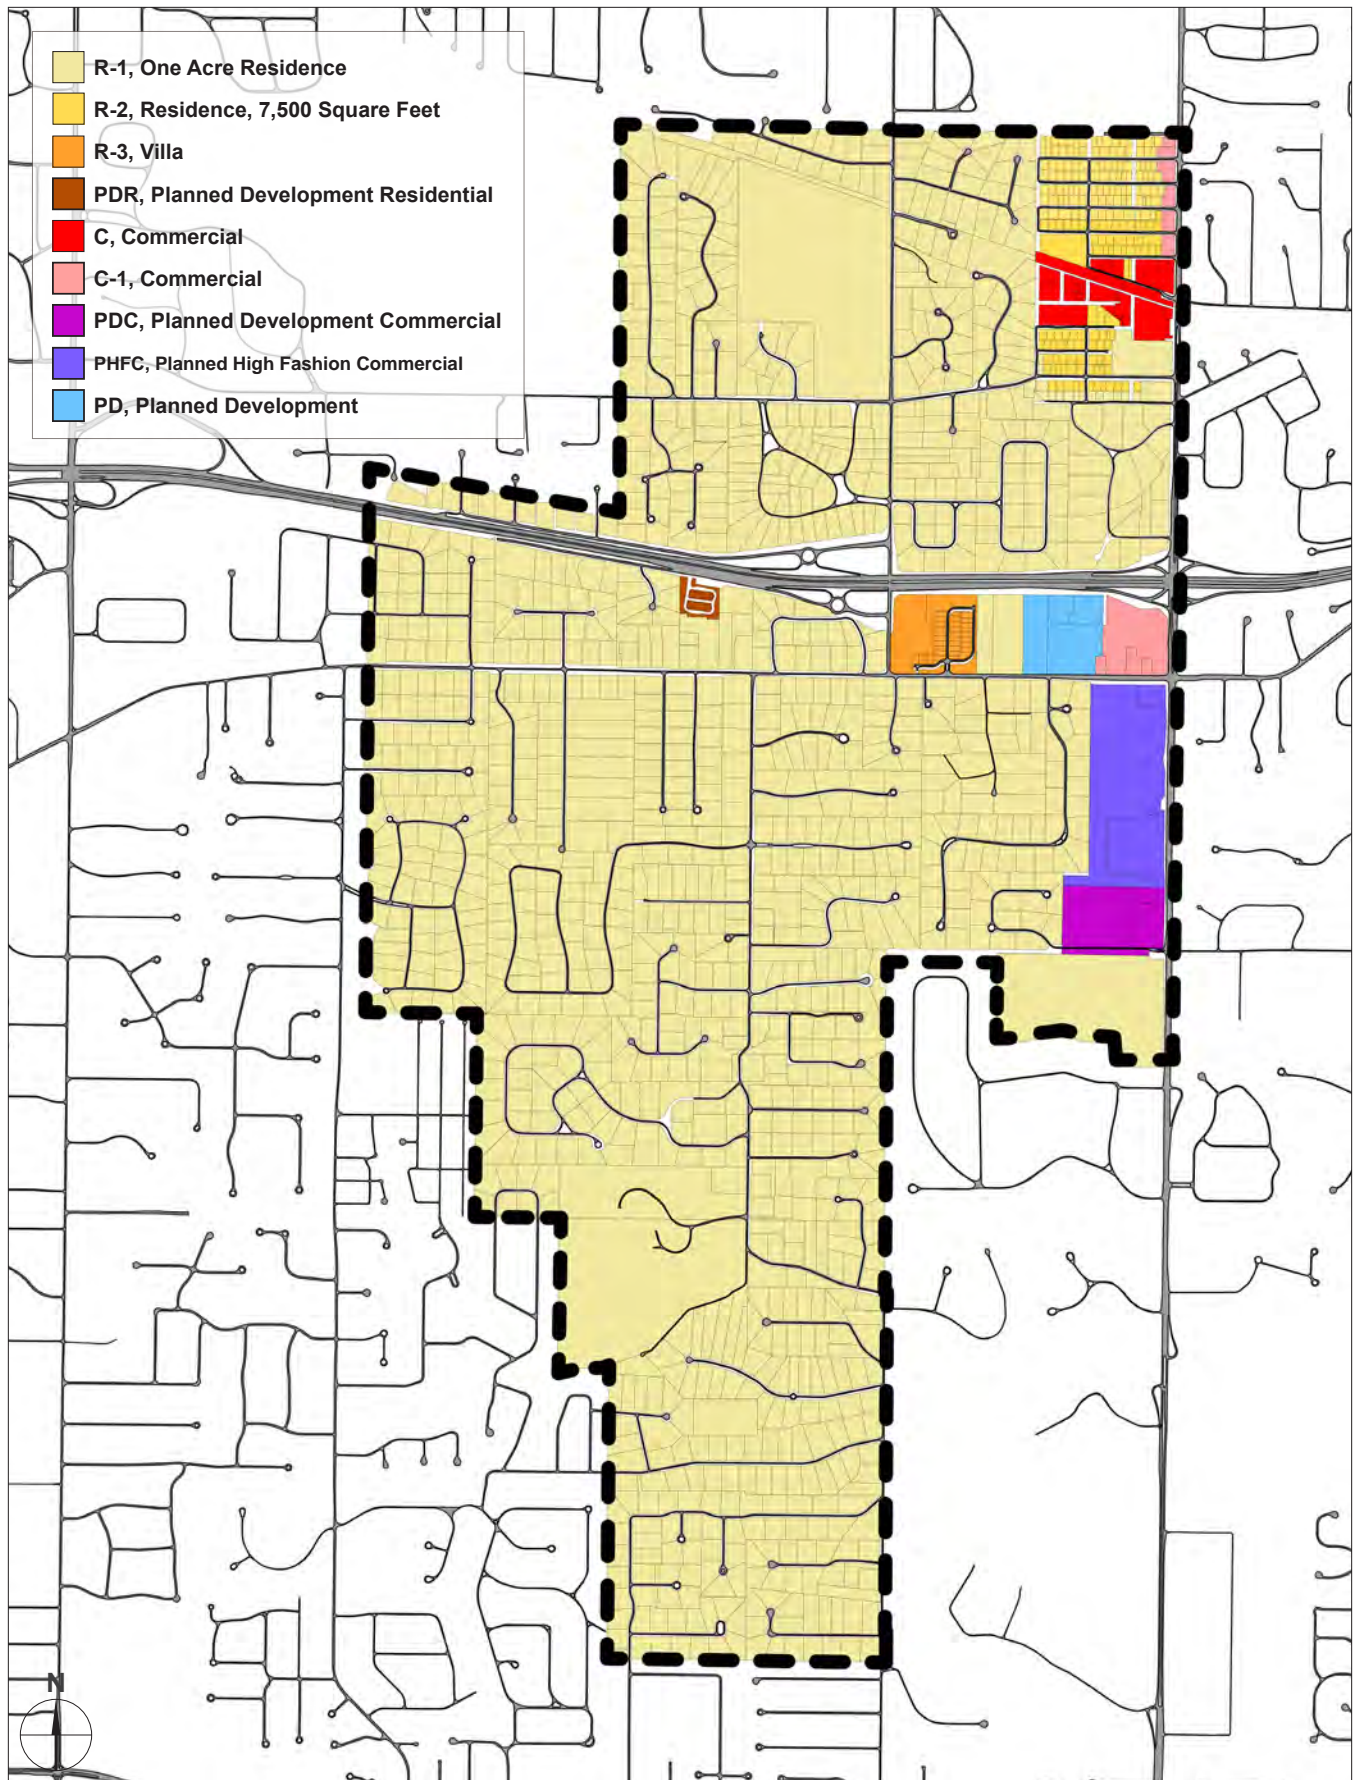 R-1, One Acre Residence
R-2, Residence, 7,500 Square Feet
R-3, Villa
PDR, Planned Development Residential
C, Commercial
C-1, Commercial
PDC, Planned Development Commercial
PHFC, Planned High Fashion Commercial
PD, Planned Development
N